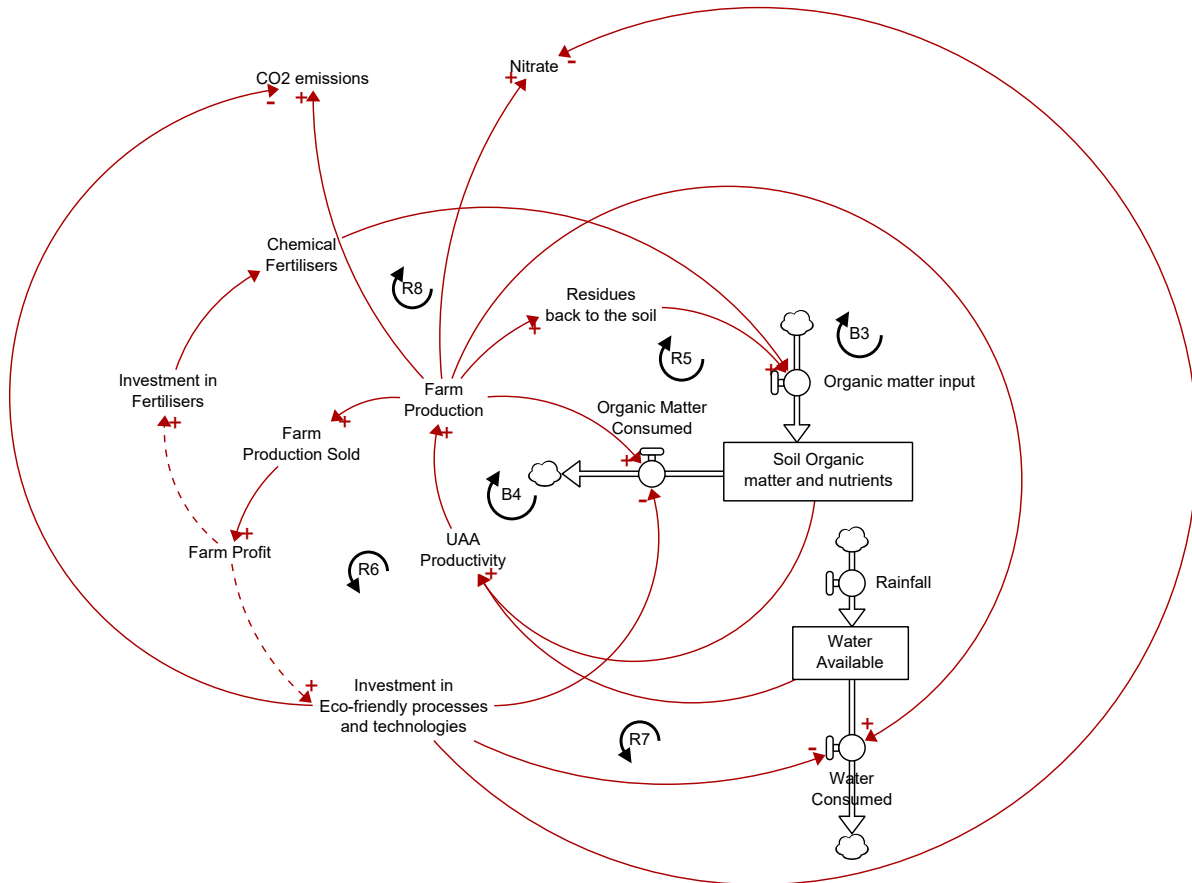 Nitrate
CO2 emissions
+
-
-
+
Chemical
Fertilisers
R8
Residues
back to the soil
+
B3
R5
+
Organic matter input
Investment in
Fertilisers
+
Farm
Production
+
Organic Matter
Consumed
+
Farm
Production Sold
+
Soil Organic
matter and nutrients
B4
-
+
Farm Profit
UAA
Productivity
+
R6
Rainfall
Water
Available
+
Investment in
Eco-friendly processes
and technologies
R7
+
-
Water
Consumed